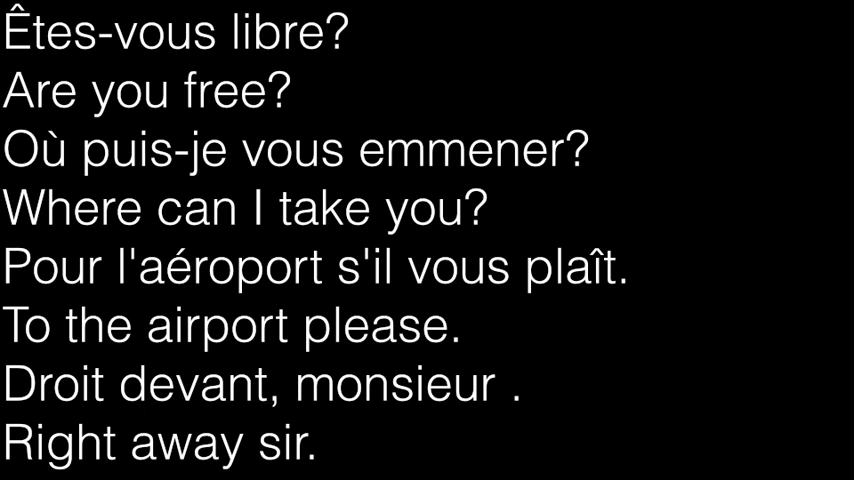 Êtes-vous libre?
Are you free?
Où puis-je vous emmener?
Where can I take you?
Pour l'aéroport s'il vous plaît.
To the airport please.
Droit devant, monsieur .
Right away sir.